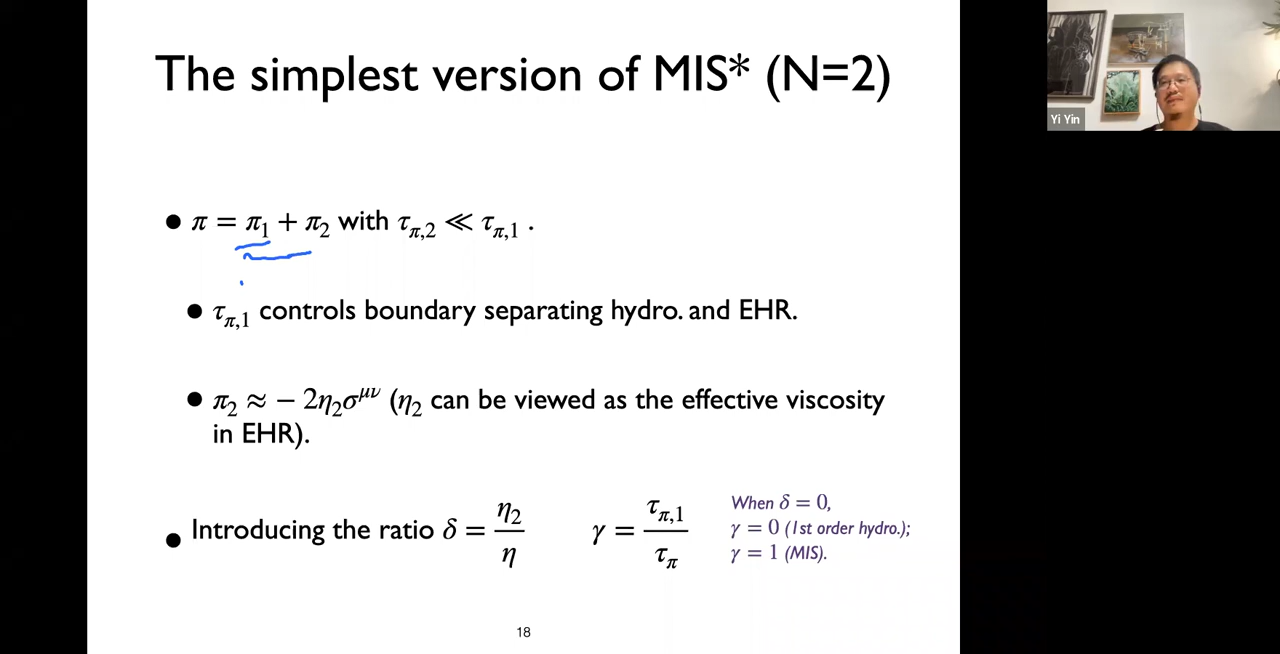 The simplest version of MIS* (N=2)
Yi Yin
● π = π₁ + π₂ with τ_{π,2} ≪ τ_{π,1} .
● τ_{π,1} controls boundary separating hydro. and EHR.
● π₂ ≈ − 2η₂σ^{μν} (η₂ can be viewed as the effective viscosity
in EHR).
● Introducing the ratio δ = η₂/η γ = τ_{π,1}/τ_π
When δ = 0,
γ = 0 (1st order hydro.);
γ = 1 (MIS).
18